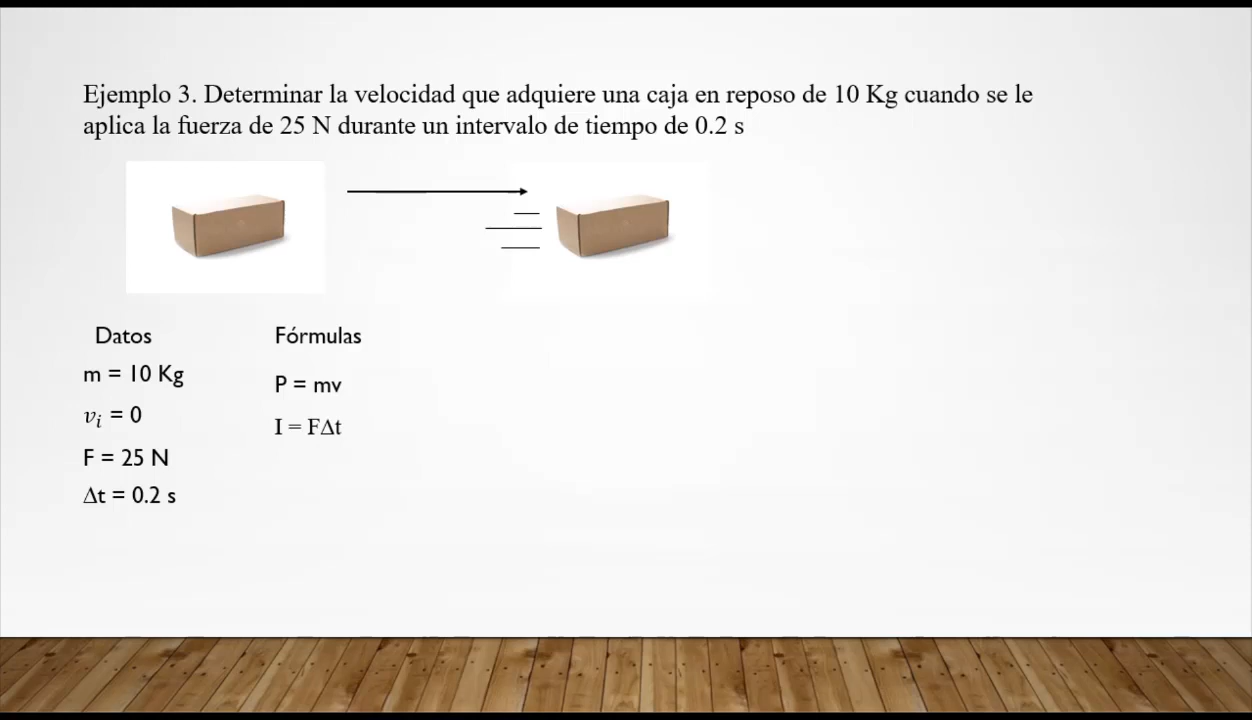 Ejemplo 3. Determinar la velocidad que adquiere una caja en reposo de 10 Kg cuando se le
aplica la fuerza de 25 N durante un intervalo de tiempo de 0.2 s
Datos
m = 10 Kg
𝑣ᵢ = 0
F = 25 N
Δt = 0.2 s
Fórmulas
P = mv
I = FΔt